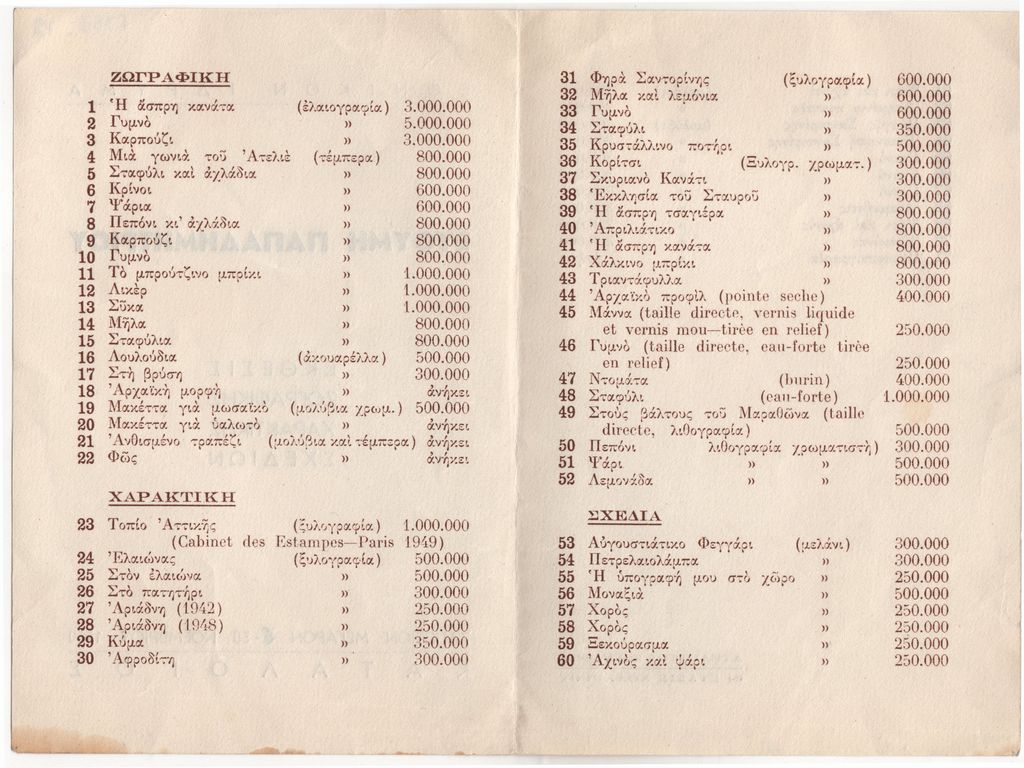 ΖΩΓΡΑΦΙΚΗ
1 Ἡ ἄσπρη κανάτα (ἐλαιογραφία) 3.000.000
2 Γυμνὸ » 5.000.000
3 Καρπούζι » 3.000.000
4 Μιὰ γωνιὰ τοῦ Ἀτελιὲ (τέμπερα) 800.000
5 Σταφύλι καὶ ἀχλάδια » 800.000
6 Κρίνοι » 600.000
7 Ψάρια » 600.000
8 Πεπόνι κι' ἀχλάδια » 800.000
9 Καρπούζι » 800.000
10 Γυμνὸ » 800.000
11 Τὸ μπρούτζινο μπρίκι » 1.000.000
12 Λικὲρ » 1.000.000
13 Σῦκα » 1.000.000
14 Μῆλα » 800.000
15 Σταφύλια » 800.000
16 Λουλούδια (ἀκουαρέλλα) 500.000
17 Στὴ βρύση » 300.000
18 Ἀρχαϊκὴ μορφὴ » ἀνήκει
19 Μακέττα γιὰ μωσαϊκὸ (μολύβια χρωμ.) 500.000
20 Μακέττα γιὰ ὑαλωτὸ » ἀνήκει
21 Ἀνθισμένο τραπέζι (μολύβια καὶ τέμπερα) ἀνήκει
22 Φῶς » ἀνήκει
ΧΑΡΑΚΤΙΚΗ
23 Τοπίο Ἀττικῆς (ξυλογραφία) 1.000.000
(Cabinet des Estampes—Paris 1949)
24 Ἐλαιώνας (ξυλογραφία) 500.000
25 Στὸν ἐλαιώνα » 500.000
26 Στὸ πατητήρι » 300.000
27 Ἀριάδνη (1942) » 250.000
28 Ἀριάδνη (1948) » 250.000
29 Κῦμα » 350.000
30 Ἀφροδίτη » 300.000
31 Φηρὰ Σαντορίνης (ξυλογραφία) 600.000
32 Μῆλα καὶ λεμόνια » 600.000
33 Γυμνὸ » 600.000
34 Σταφύλι » 350.000
35 Κρυστάλλινο ποτήρι » 500.000
36 Κορίτσι (Ξυλογρ. χρωματ.) 300.000
37 Σκυριανὸ Κανάτι » 300.000
38 Ἐκκλησία τοῦ Σταυροῦ » 300.000
39 Ἡ ἄσπρη τσαγιέρα » 800.000
40 Ἀπριλιάτικο » 800.000
41 Ἡ ἄσπρη κανάτα » 800.000
42 Χάλκινο μπρίκι » 800.000
43 Τριαντάφυλλα » 300.000
44 Ἀρχαϊκὸ προφὶλ (pointe seche) 400.000
45 Μάννα (taille directe, vernis liquide
et vernis mou—tirèe en relief) 250.000
46 Γυμνὸ (taille directe, eau-forte tirèe
en relief) 250.000
47 Ντομάτα (burin) 400.000
48 Σταφύλι (eau-forte) 1.000.000
49 Στοὺς βάλτους τοῦ Μαραθῶνα (taille
directe, λιθογραφία) 500.000
50 Πεπόνι λιθογραφία χρωματιστὴ) 300.000
51 Ψάρι » » 500.000
52 Λεμονάδα » » 500.000
ΣΧΕΔΙΑ
53 Αὐγουστιάτικο Φεγγάρι (μελάνι) 300.000
54 Πετρελαιολάμπα » 300.000
55 Ἡ ὑπογραφή μου στὸ χῶρο » 250.000
56 Μοναξιὰ » 500.000
57 Χορὸς » 250.000
58 Χορὸς » 250.000
59 Ξεκούρασμα » 250.000
60 Ἀχινὸς καὶ ψάρι » 250.000